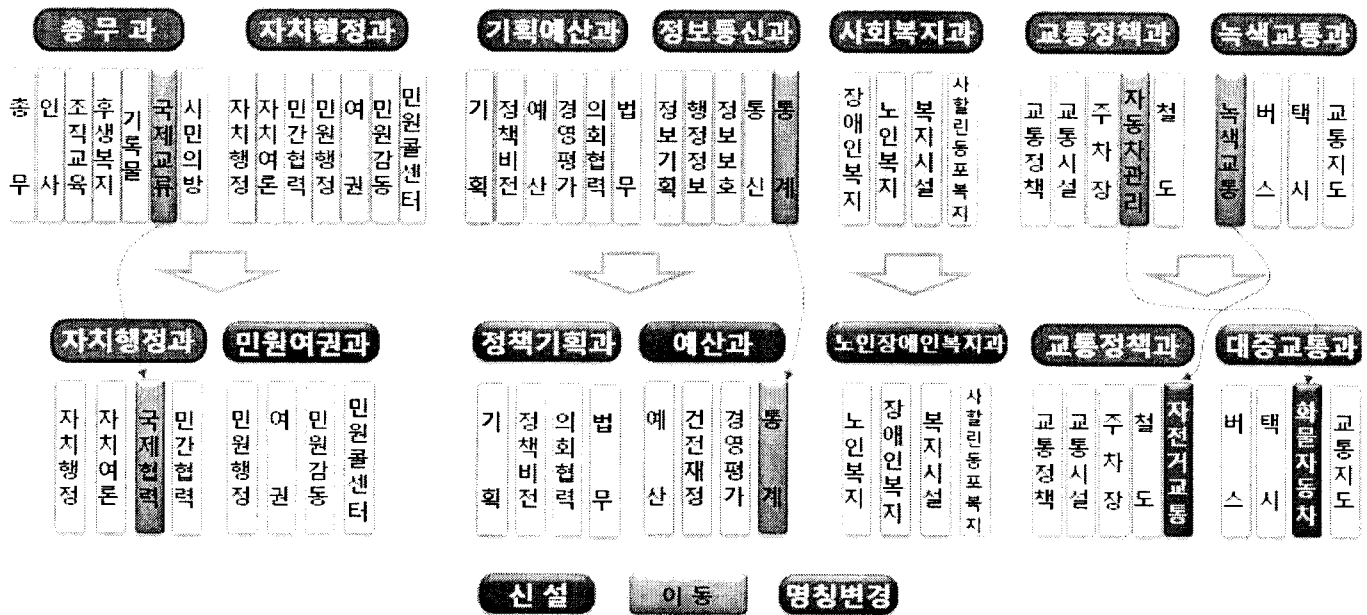 총무과
자치행정과
기획예산과
정보통신과
사회복지과
교통정책과
녹색교통과
총무
인사
조직교육
후생복지
기록물
국제교류
시민의방
자치행정
자치여론
민간협력
민원행정
여권
민원감동
민원콜센터
기획
정책비전
예산
경영평가
의회협력
법무
정보기획
행정정보
정보보호
통신
통계
장애인복지
노인복지
복지시설
사할린동포복지
교통정책
교통시설
주차장
자동차관리
철도
녹색교통
버스
택시
교통지도
자치행정과
민원여권과
정책기획과
예산과
노인장애인복지과
교통정책과
대중교통과
자치행정
자치여론
국제협력
민간협력
민원행정
여권
민원감동
민원콜센터
기획
정책비전
의회협력
법무
예산
건전재정
경영평가
통계
노인복지
장애인복지
복지시설
사할린동포복지
교통정책
교통시설
주차장
철도
자전거교통
버스
택시
화물자동차
교통지도
신설
이동
명칭변경